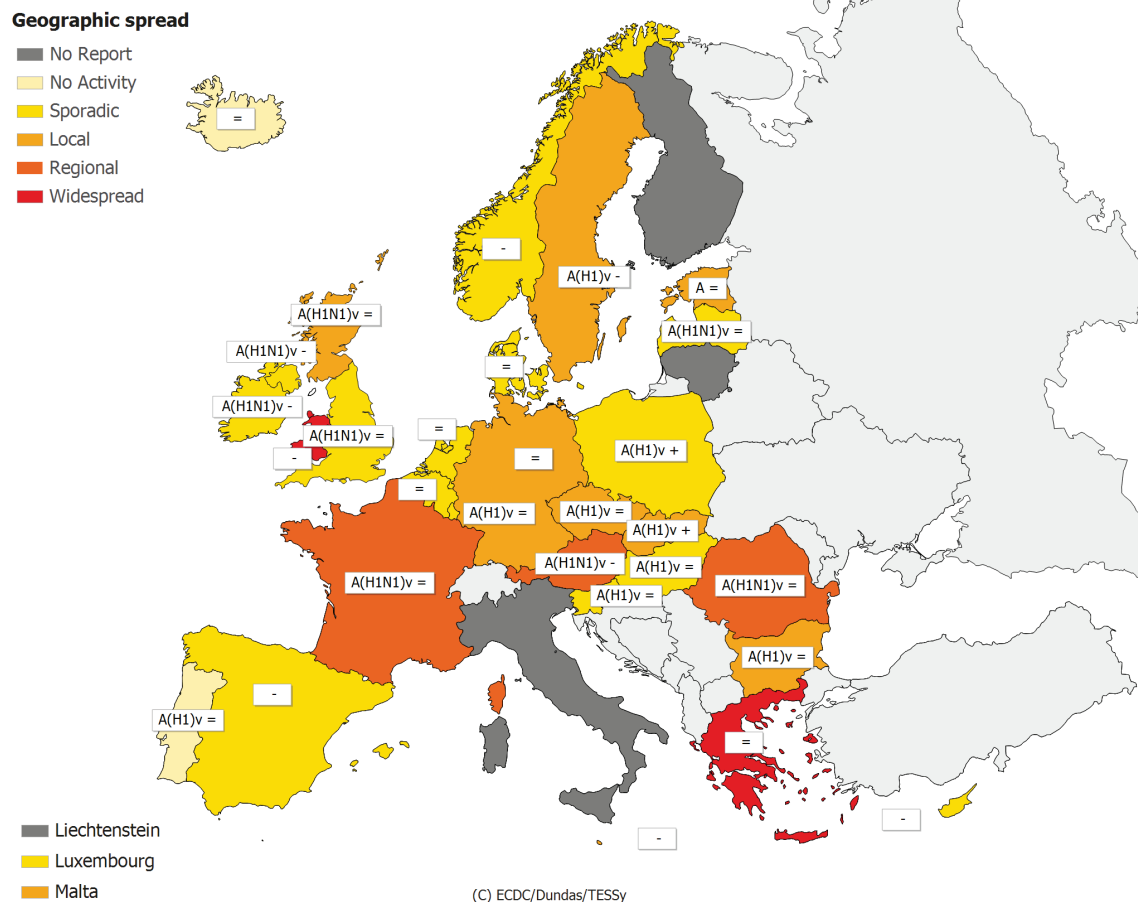 Geographic spread
No Report
No Activity
Sporadic
Local
Regional
Widespread
=
-
A(H1)v -
A =
A(H1N1)v =
A(H1N1)v =
A(H1N1)v -
=
A(H1N1)v -
=
A(H1N1)v =
-
=
A(H1)v +
=
A(H1)v =
A(H1)v =
A(H1)v +
A(H1N1)v -
A(H1)v =
A(H1N1)v =
A(H1N1)v =
A(H1)v =
A(H1)v =
-
A(H1)v =
=
-
-
Liechtenstein
Luxembourg
Malta
(C) ECDC/Dundas/TESSy